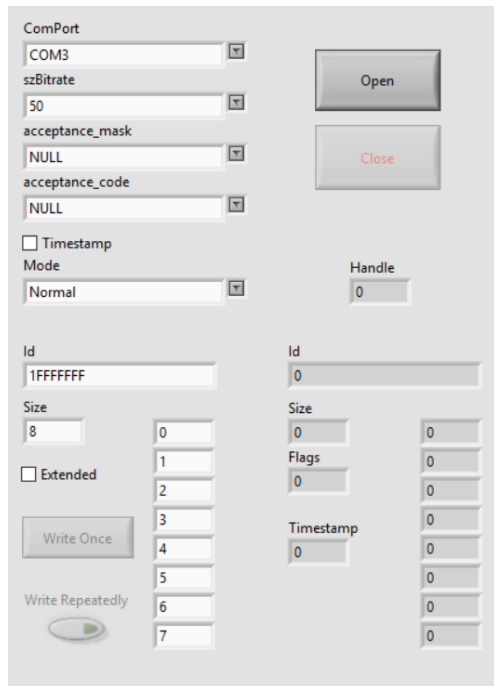 ComPort
COM3
szBitrate
50
Open
acceptance_mask
NULL
acceptance_code
NULL
Close
Timestamp
Mode
Normal
Handle
0
Id
1FFFFFFF
Size
8
Extended
Write Once
Write Repeatedly
0
1
2
3
4
5
6
7
Id
0
Size
0
Flags
0
Timestamp
0
0
0
0
0
0
0
0
0